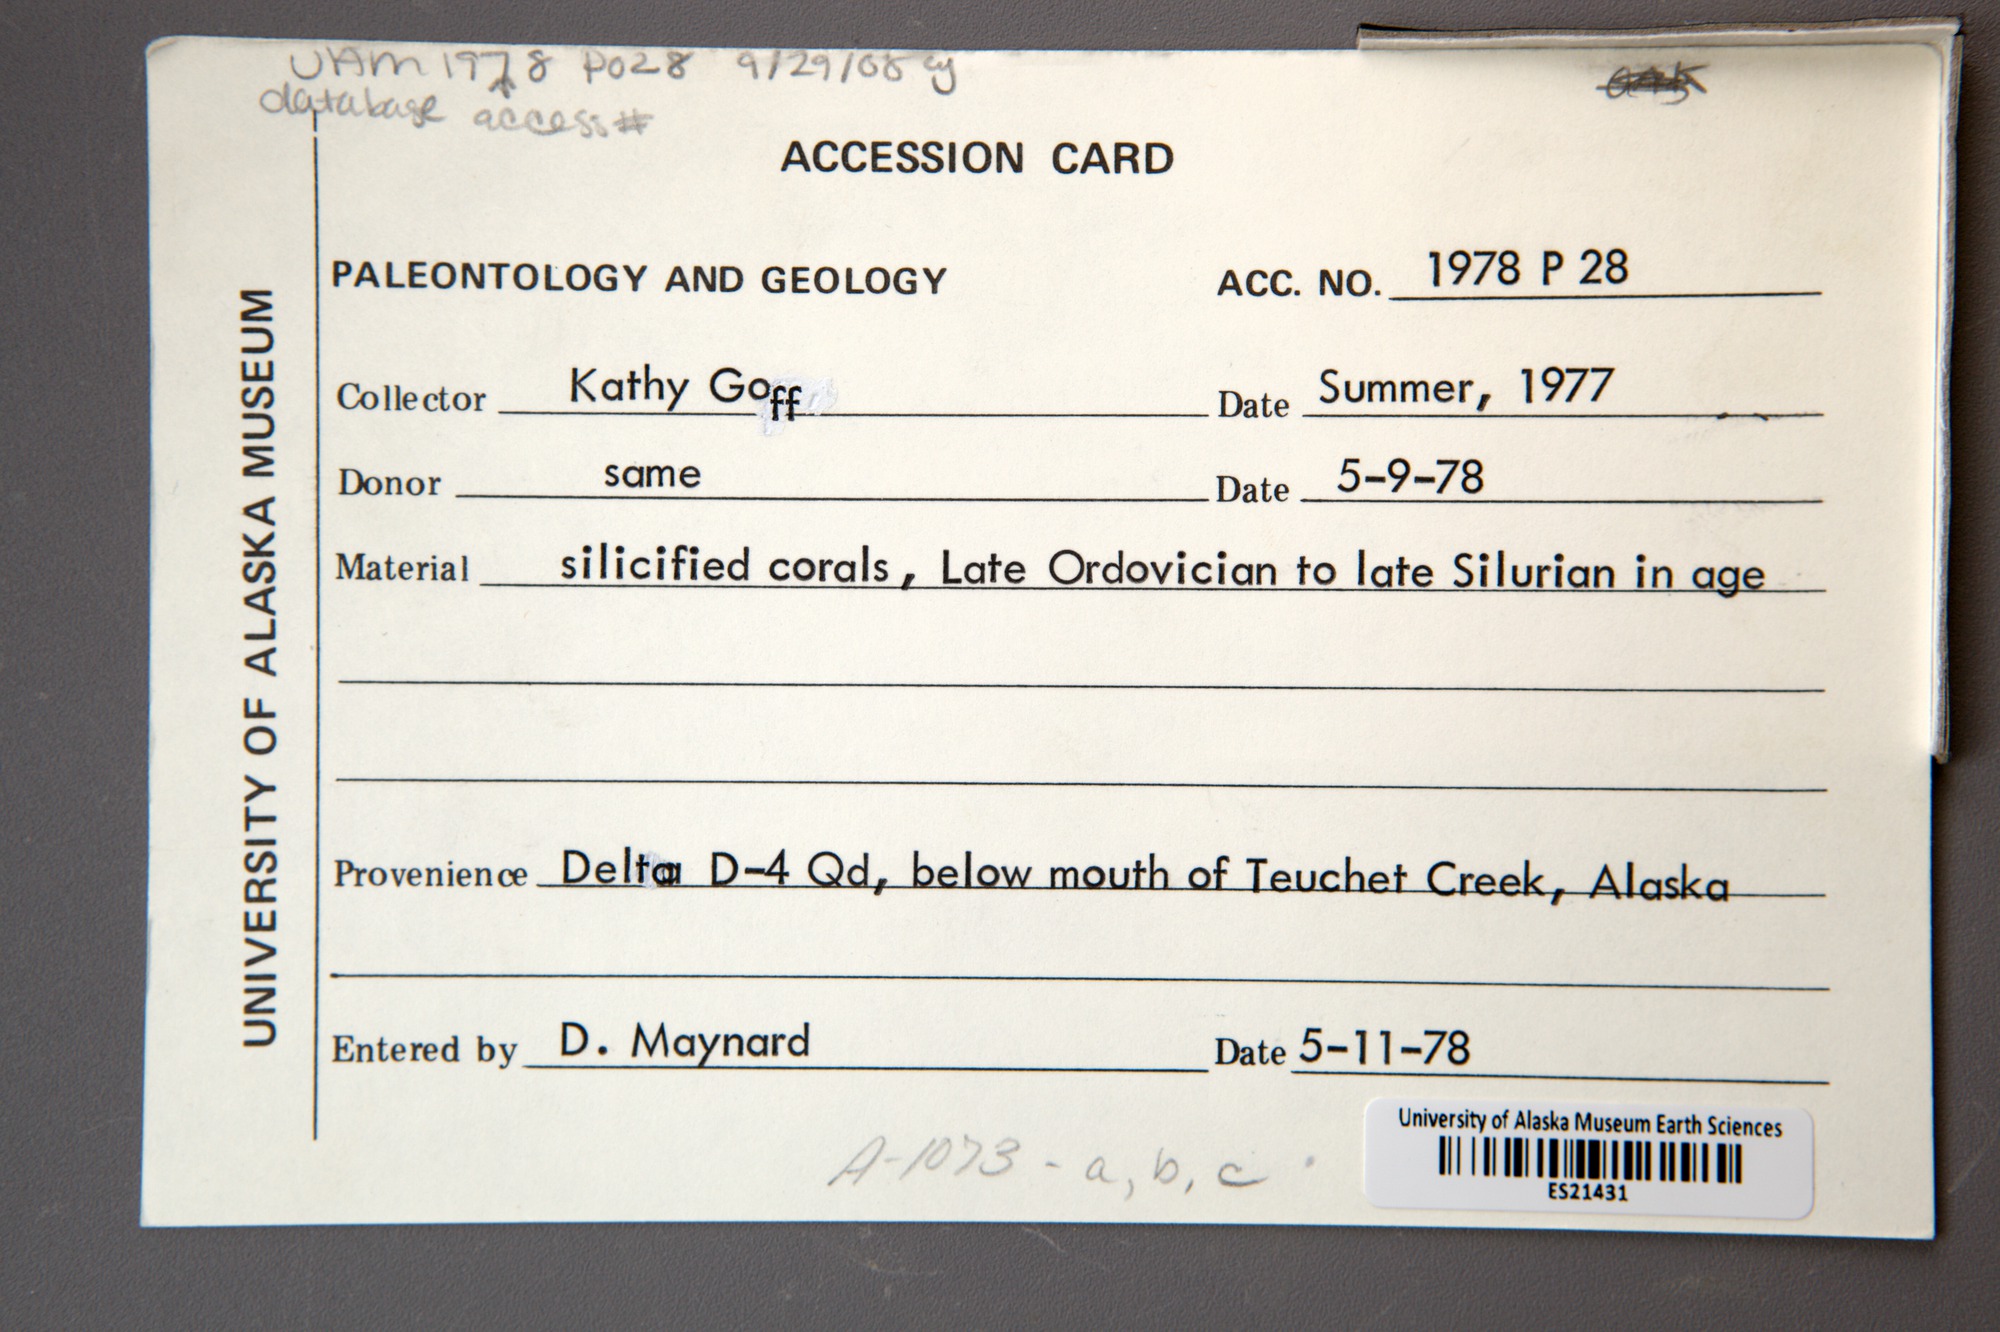 UAM 1978 P028 9/29/08
database access#
ACCESSION CARD
UNIVERSITY OF ALASKA MUSEUM
PALEONTOLOGY AND GEOLOGY ACC. NO. 1978 P 28
Collector Kathy Goff Date Summer, 1977
Donor same Date 5-9-78
Material silicified corals, Late Ordovician to late Silurian in age
Provenience Delta D-4 Qd, below mouth of Teuchet Creek, Alaska
Entered by D. Maynard Date 5-11-78
A-1073 - a, b, c
University of Alaska Museum Earth Sciences
ES21431